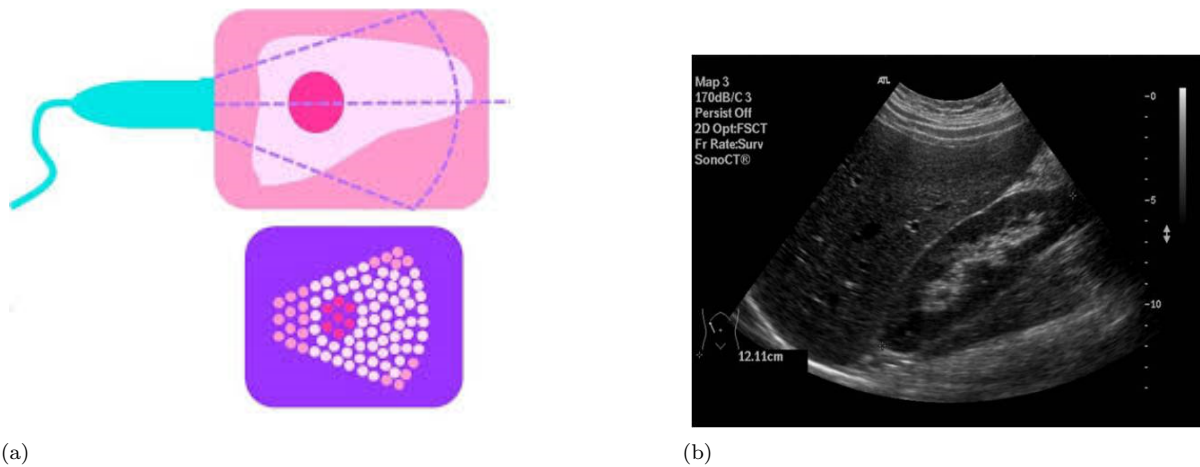 Map 3
170dB/C 3
Persist Off
2D Opt:FSCT
Fr Rate:Surv
SonoCT®
ATL
0
5
10
12.11cm
(a)
(b)